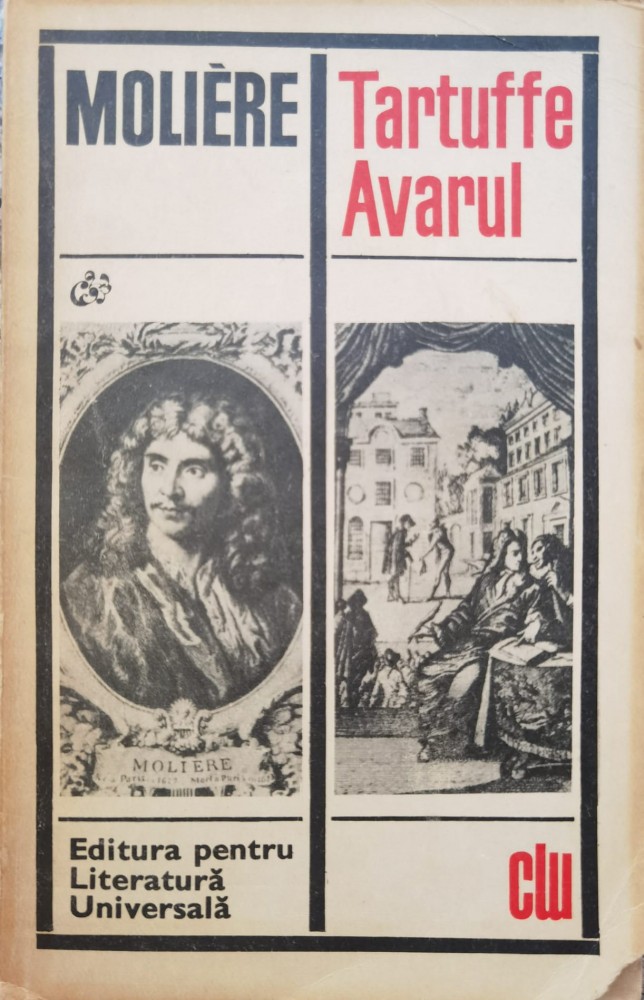 MOLIÈRE
Tartuffe
Avarul
MOLIERE
Editura pentru
Literatură
Universală
clu